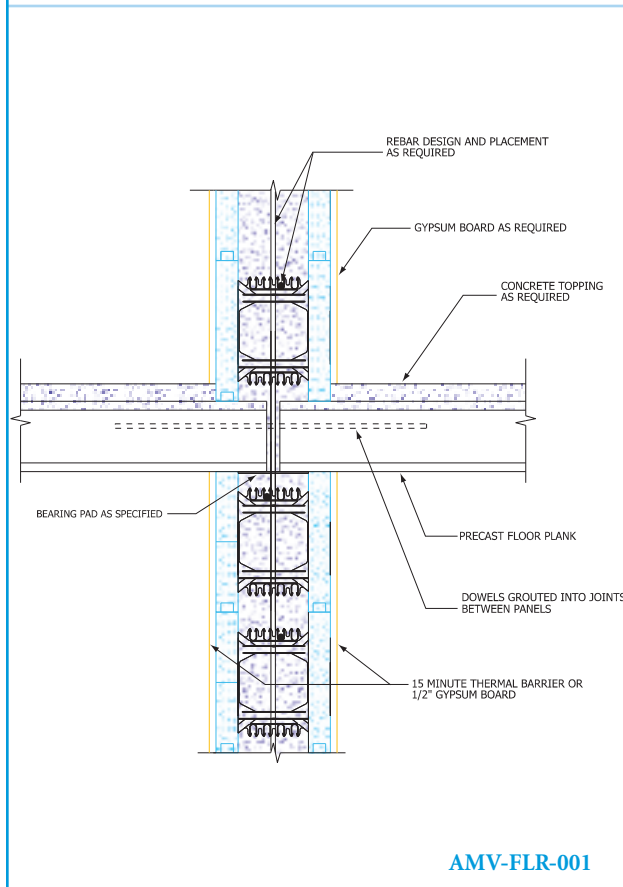 REBAR DESIGN AND PLACEMENT
AS REQUIRED
GYPSUM BOARD AS REQUIRED
CONCRETE TOPPING
AS REQUIRED
BEARING PAD AS SPECIFIED
PRECAST FLOOR PLANK
DOWELS GROUTED INTO JOINTS
BETWEEN PANELS
15 MINUTE THERMAL BARRIER OR
1/2" GYPSUM BOARD
AMV-FLR-001